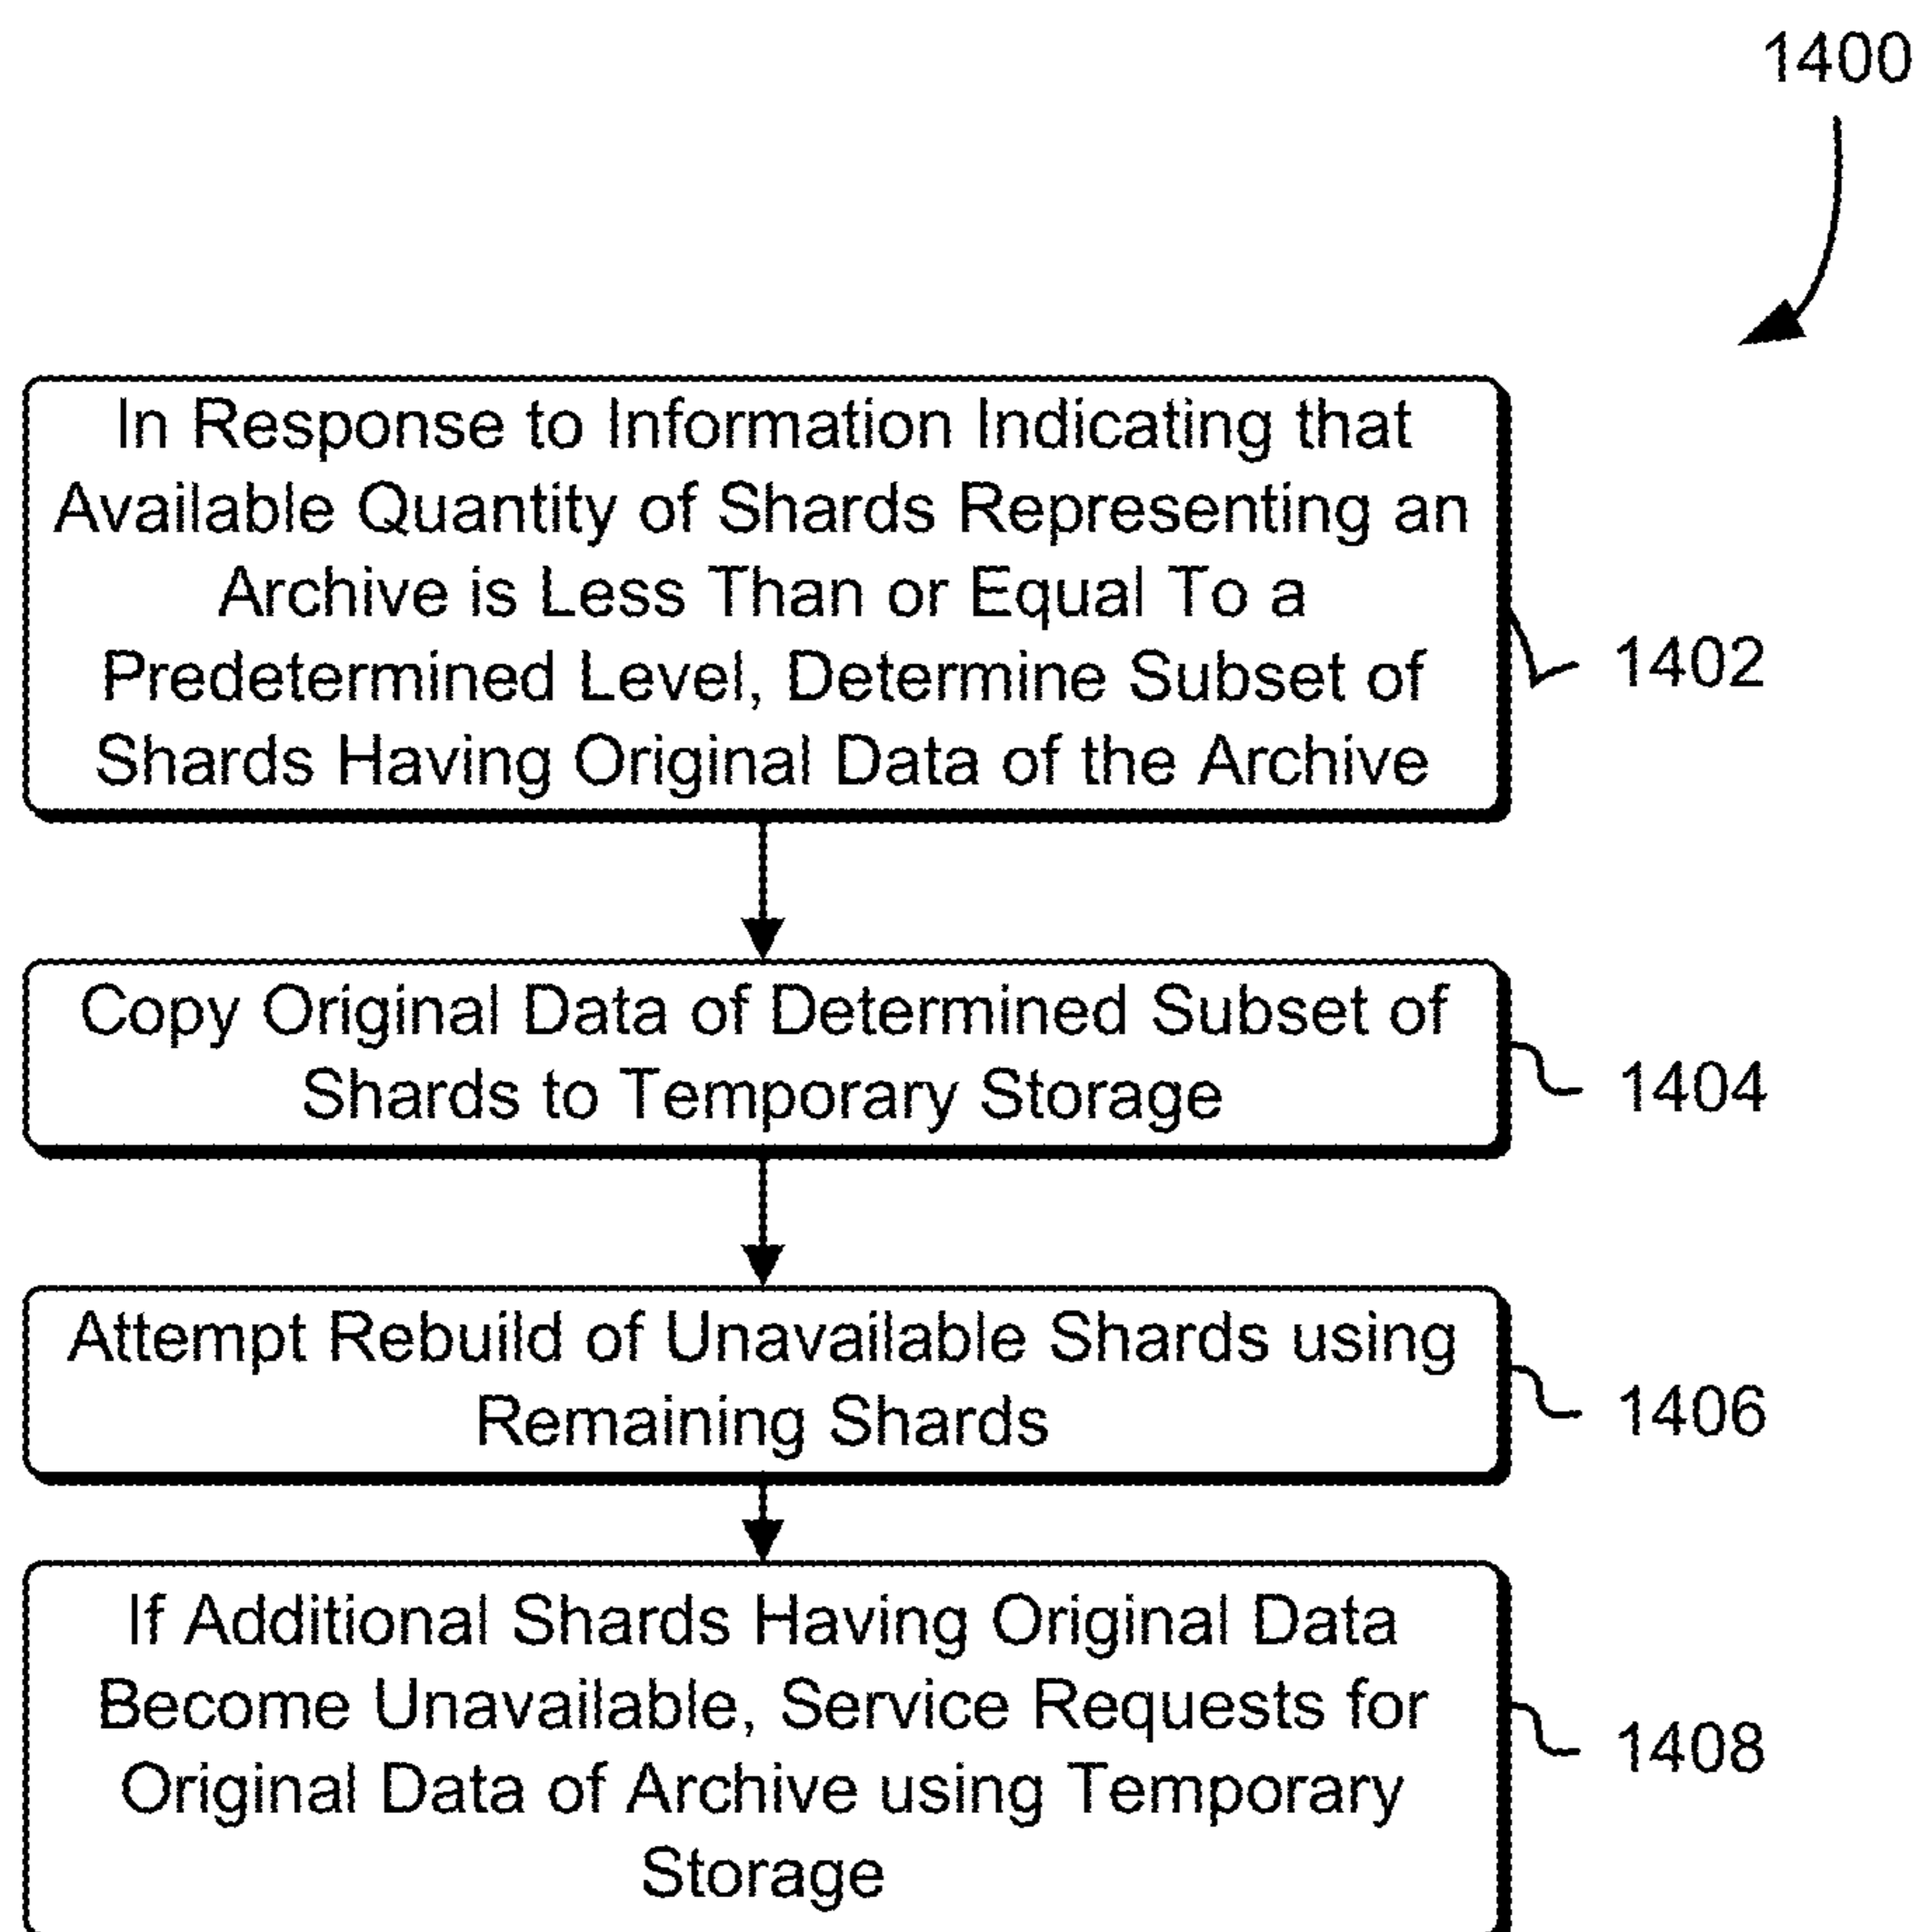 1400
In Response to Information Indicating that
Available Quantity of Shards Representing an
Archive is Less Than or Equal To a
Predetermined Level, Determine Subset of
Shards Having Original Data of the Archive
1402
Copy Original Data of Determined Subset of
Shards to Temporary Storage
1404
Attempt Rebuild of Unavailable Shards using
Remaining Shards
1406
If Additional Shards Having Original Data
Become Unavailable, Service Requests for
Original Data of Archive using Temporary
Storage
1408